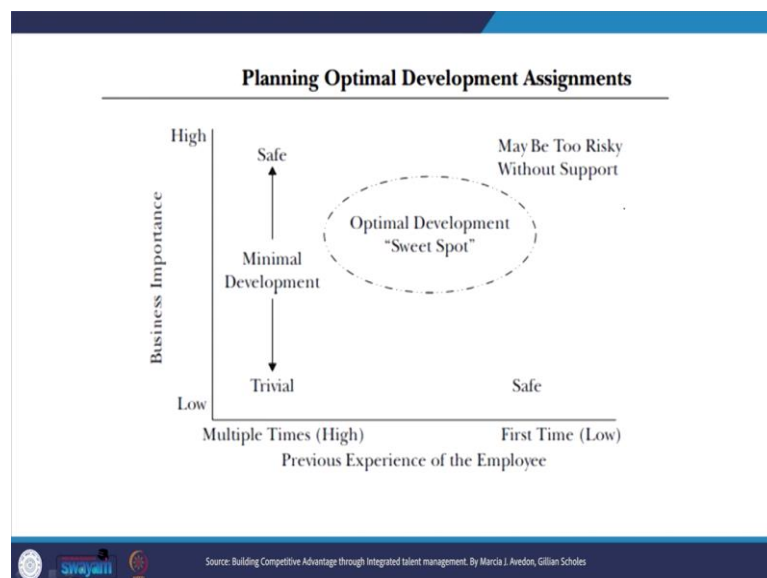 Planning Optimal Development Assignments
High
Safe
May Be Too Risky
Without Support
Optimal Development
“Sweet Spot”
Minimal
Development
Business Importance
Trivial
Safe
Low
Multiple Times (High)
First Time (Low)
Previous Experience of the Employee
swayam
Source: Building Competitive Advantage through Integrated talent management. By Marcia J. Avedon, Gillian Scholes